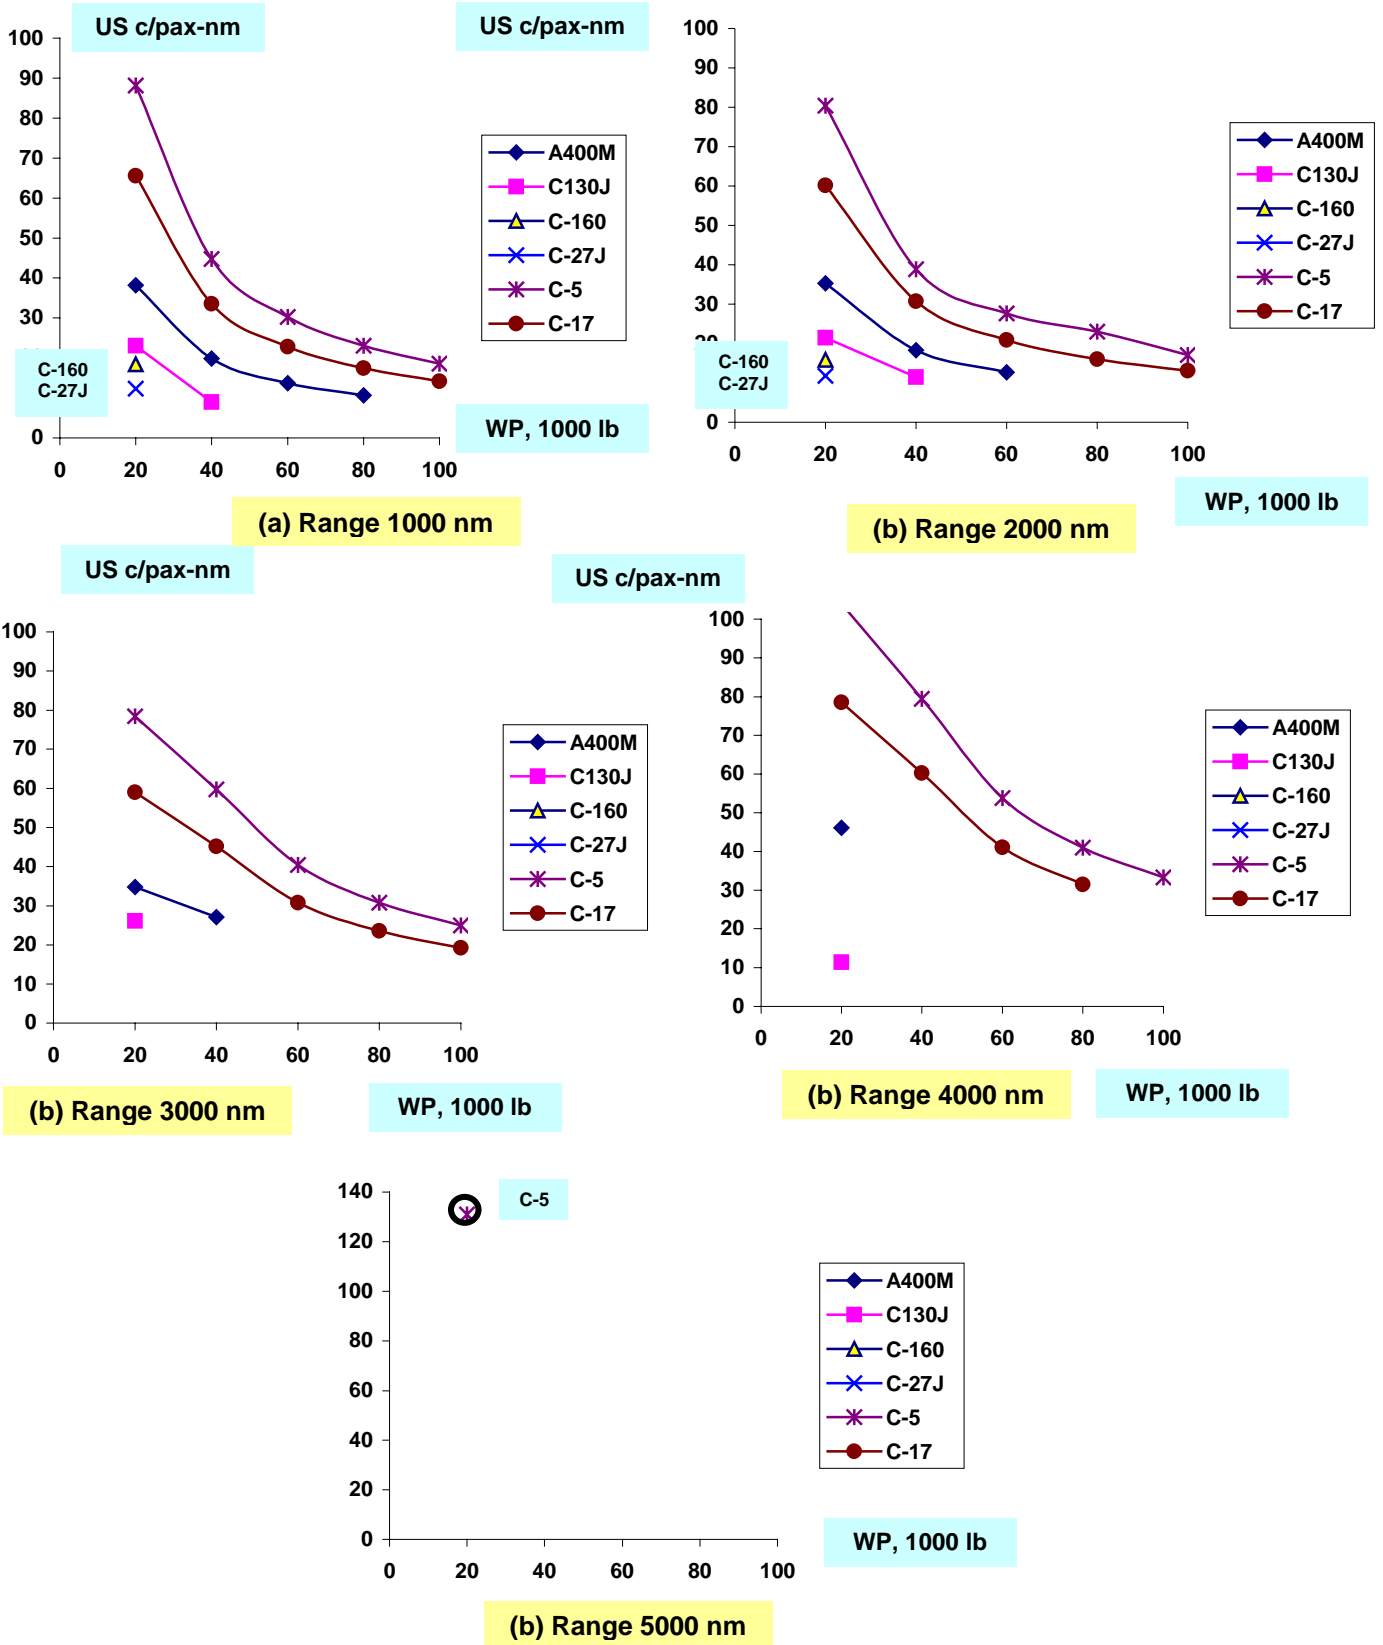 US c/pax-nm
100
90
80
70
60
50
40
30
0
C-160
C-27J
0 20 40 60 80 100
A400M
C130J
C-160
C-27J
C-5
C-17
WP, 1000 lb
(a) Range 1000 nm
US c/pax-nm
100
90
80
70
60
50
40
30
20
0
C-160
C-27J
0 20 40 60 80 100
A400M
C130J
C-160
C-27J
C-5
C-17
WP, 1000 lb
(b) Range 2000 nm
US c/pax-nm
100
90
80
70
60
50
40
30
20
10
0
0 20 40 60 80 100
A400M
C130J
C-160
C-27J
C-5
C-17
(b) Range 3000 nm
WP, 1000 lb
US c/pax-nm
100
90
80
70
60
50
40
30
20
10
0
0 20 40 60 80 100
A400M
C130J
C-160
C-27J
C-5
C-17
(b) Range 4000 nm
WP, 1000 lb
140
120
100
80
60
40
20
0
C-5
0 20 40 60 80 100
A400M
C130J
C-160
C-27J
C-5
C-17
WP, 1000 lb
(b) Range 5000 nm